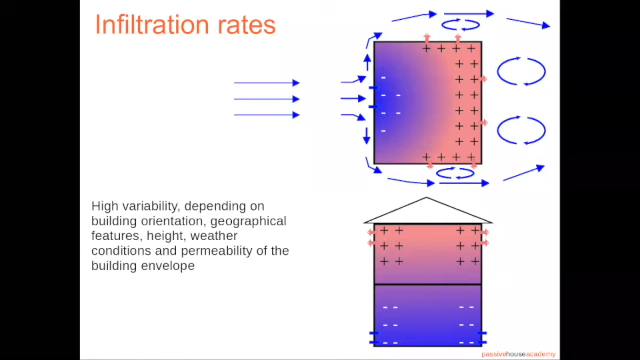 Infiltration rates
High variability, depending on
building orientation, geographical
features, height, weather
conditions and permeability of the
building envelope
passivehouseacademy